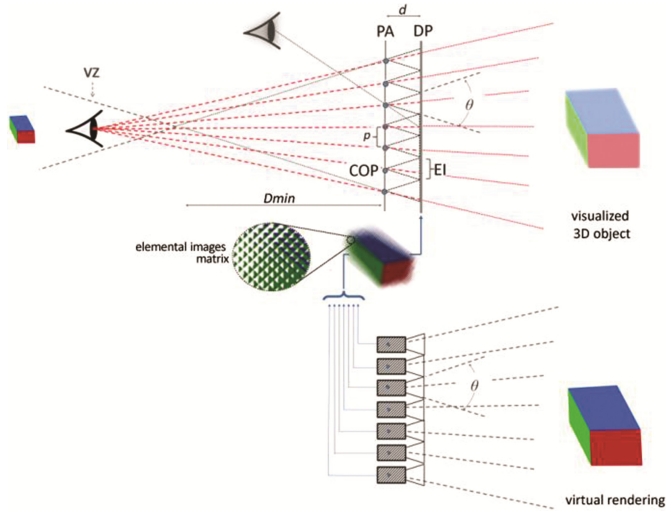 d
PA
DP
VZ
θ
p
COP
EI
Dmin
visualized
3D object
elemental images
matrix
θ
virtual rendering